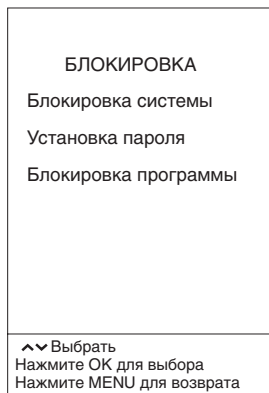 БЛОКИРОВКА
Блокировка системы
Установка пароля
Блокировка программы
Выбрать
Нажмите OK для выбора
Нажмите MENU для возврата